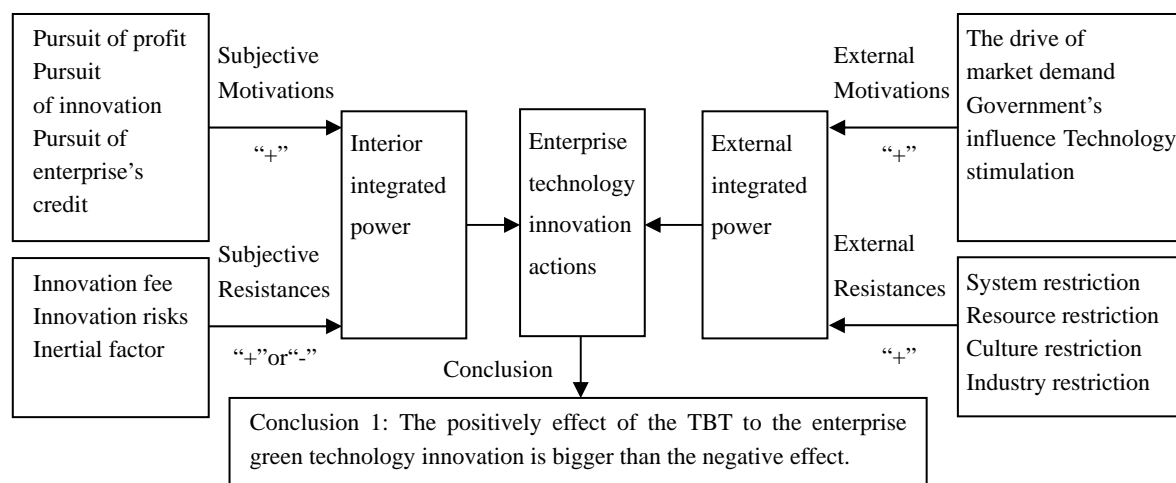 Pursuit of profit
Pursuit
of innovation
Pursuit of
enterprise's
credit
Subjective
Motivations
“+”
Innovation fee
Innovation risks
Inertial factor
Subjective
Resistances
“+”or“-”
Interior
integrated
power
Enterprise
technology
innovation
actions
External
integrated
power
External
Motivations
“+”
The drive of
market demand
Government's
influence Technology
stimulation
External
Resistances
“+”
System restriction
Resource restriction
Culture restriction
Industry restriction
Conclusion
Conclusion 1: The positively effect of the TBT to the enterprise
green technology innovation is bigger than the negative effect.